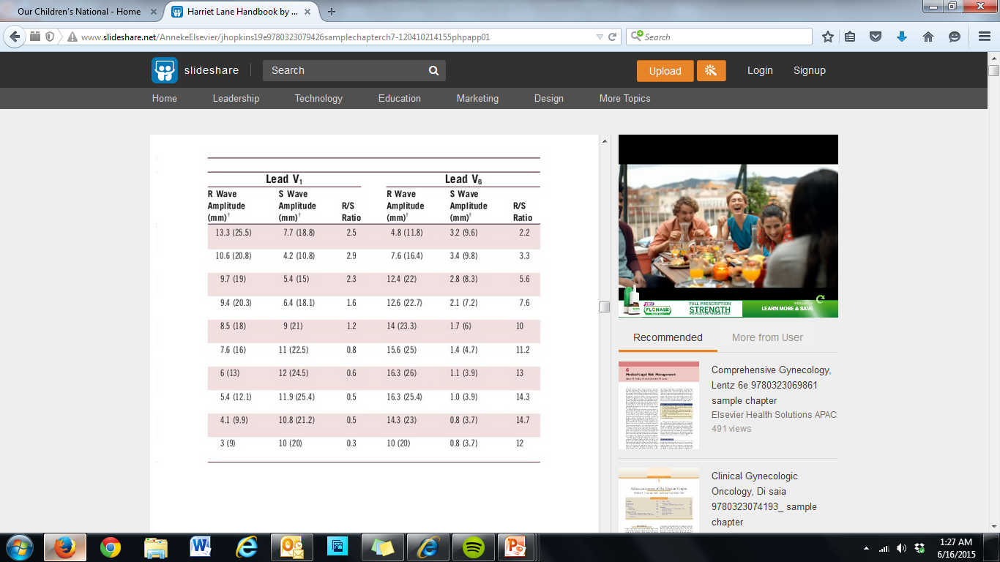 Our Children's National - Home
Harriet Lane Handbook by ...
www.slideshare.net/AnnekeElsevier/jhopkins19e9780323079426samplechapterch7-120410214155phpapp01
Search
slideshare
Search
Upload
Login
Signup
Home Leadership Technology Education Marketing Design More Topics
Lead V1 Lead V6
R Wave Amplitude (mm)† S Wave Amplitude (mm)† R/S Ratio R Wave Amplitude (mm)† S Wave Amplitude (mm)† R/S Ratio
13.3 (25.5) 7.7 (18.8) 2.5 4.8 (11.8) 3.2 (9.6) 2.2
10.6 (20.8) 4.2 (10.8) 2.9 7.6 (16.4) 3.4 (9.8) 3.3
9.7 (19) 5.4 (15) 2.3 12.4 (22) 2.8 (8.3) 5.6
9.4 (20.3) 6.4 (18.1) 1.6 12.6 (22.7) 2.1 (7.2) 7.6
8.5 (18) 9 (21) 1.2 14 (23.3) 1.7 (6) 10
7.6 (16) 11 (22.5) 0.8 15.6 (25) 1.4 (4.7) 11.2
6 (13) 12 (24.5) 0.6 16.3 (26) 1.1 (3.9) 13
5.4 (12.1) 11.9 (25.4) 0.5 16.3 (25.4) 1.0 (3.9) 14.3
4.1 (9.9) 10.8 (21.2) 0.5 14.3 (23) 0.8 (3.7) 14.7
3 (9) 10 (20) 0.3 10 (20) 0.8 (3.7) 12
FLONASE
FULL PRESCRIPTION
STRENGTH
LEARN MORE & SAVE
Recommended
More from User
6
Medical-Legal Risk Management
Comprehensive Gynecology,
Lentz 6e 9780323069861
sample chapter
Elsevier Health Solutions APAC
491 views
Clinical Gynecologic
Oncology, Di saia
9780323074193_ sample
chapter
1:27 AM
6/16/2015